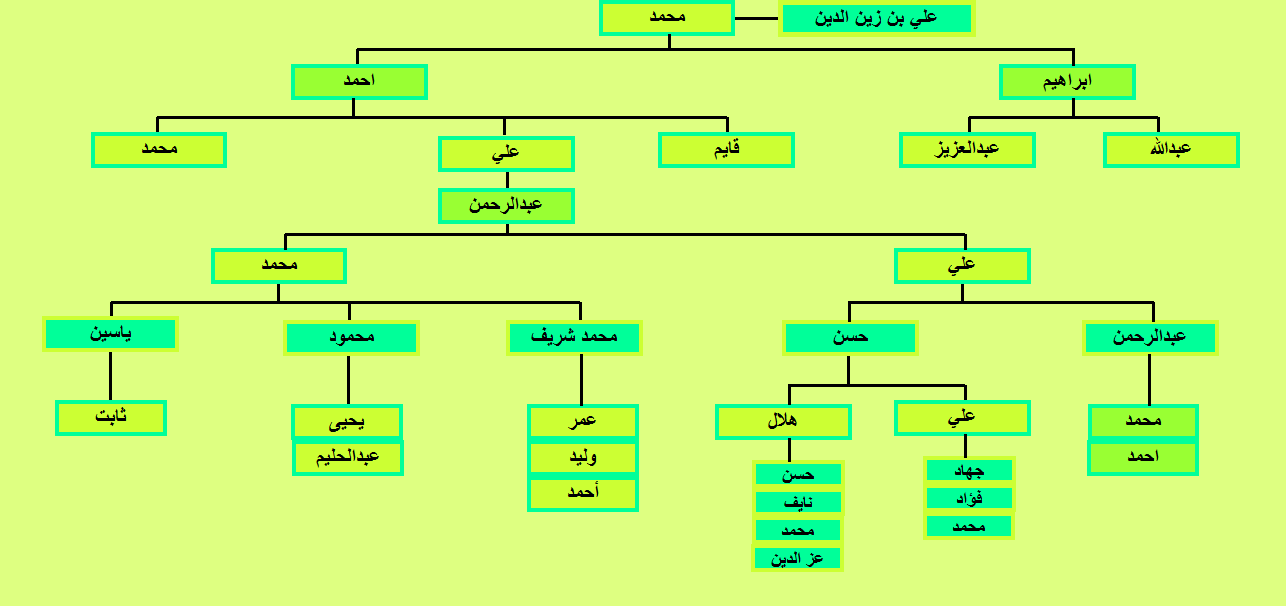 علي بن زين الدين
محمد
ابراهيم
احمد
عبدالله
عبدالعزيز
قايم
علي
محمد
عبدالرحمن
علي
محمد
عبدالرحمن
حسن
محمد شريف
محمود
ياسين
محمد
احمد
علي
هلال
عمر
وليد
أحمد
يحيى
عبدالحليم
ثابت
جهاد
فؤاد
محمد
حسن
نايف
محمد
عز الدين